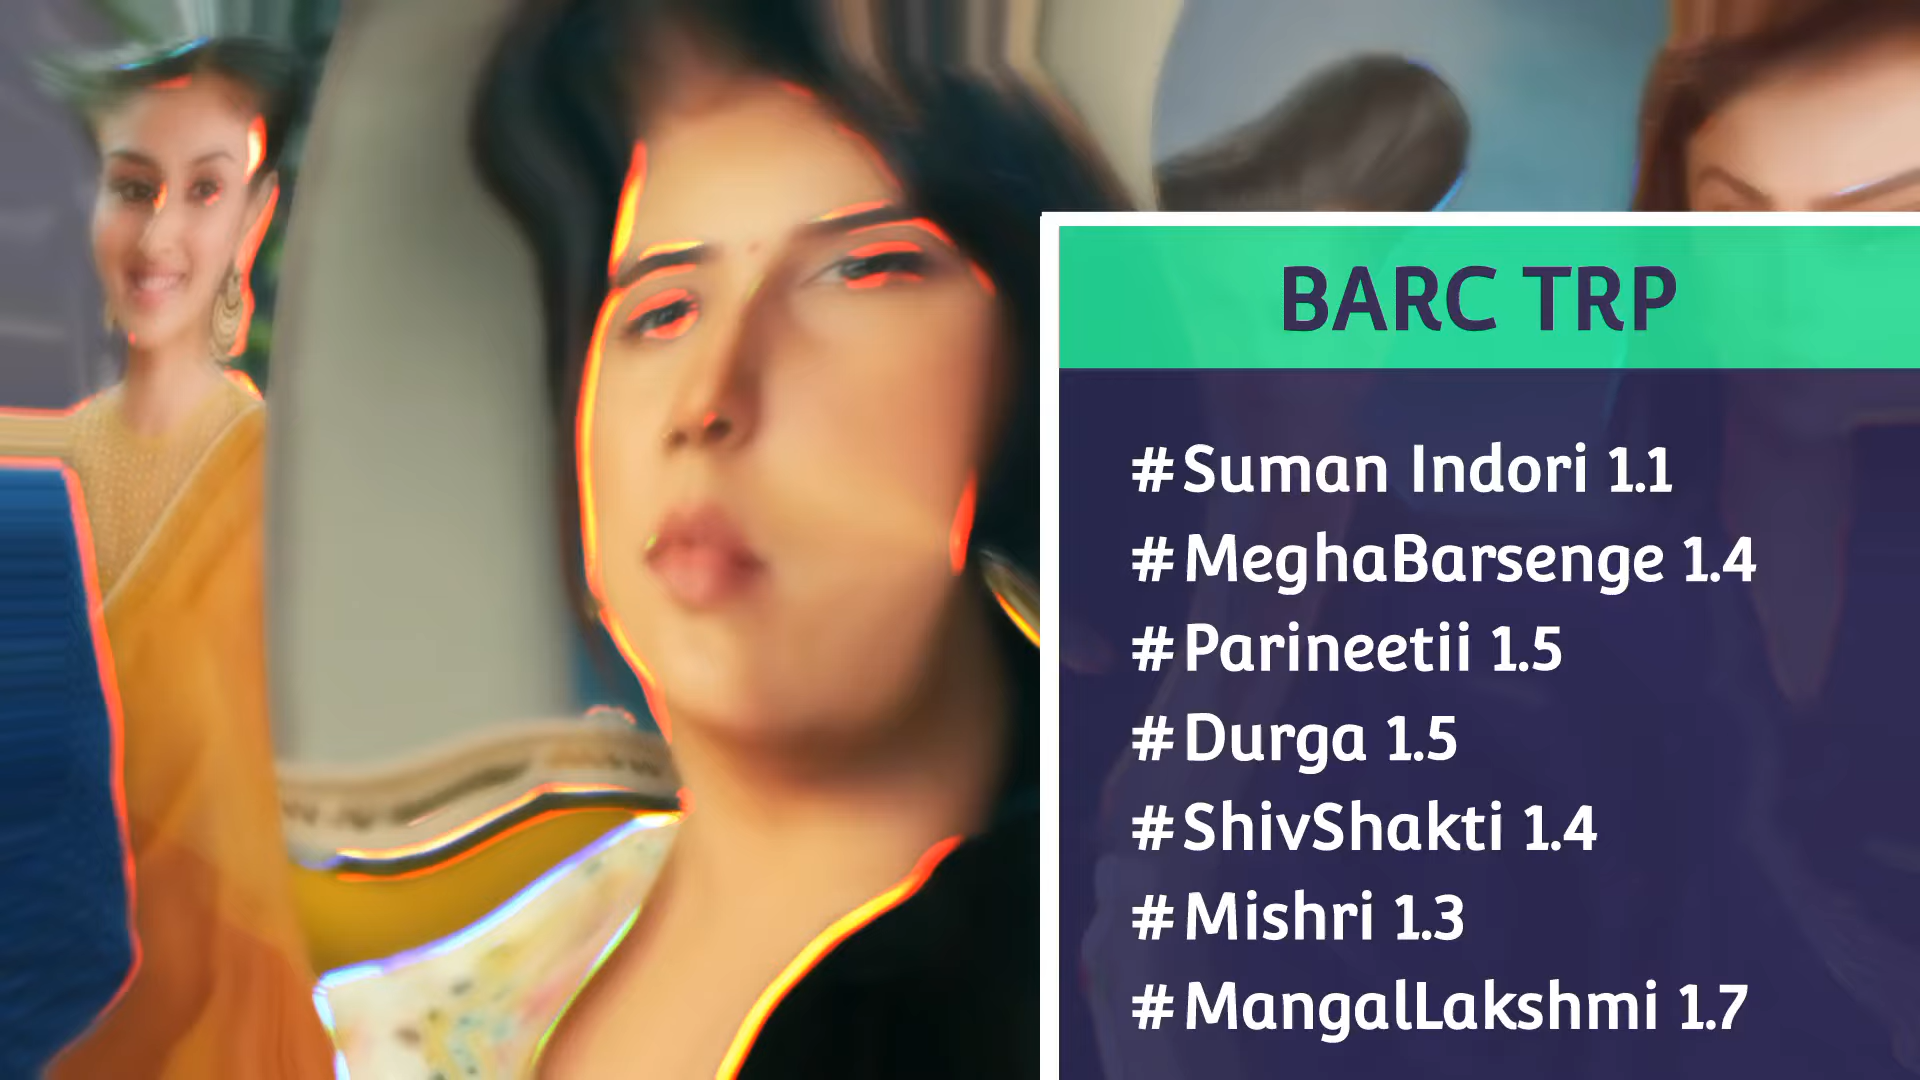 BARC TRP
#Suman Indori 1.1
#MeghaBarsenge 1.4
#Parineetii 1.5
#Durga 1.5
#ShivShakti 1.4
#Mishri 1.3
#MangalLakshmi 1.7